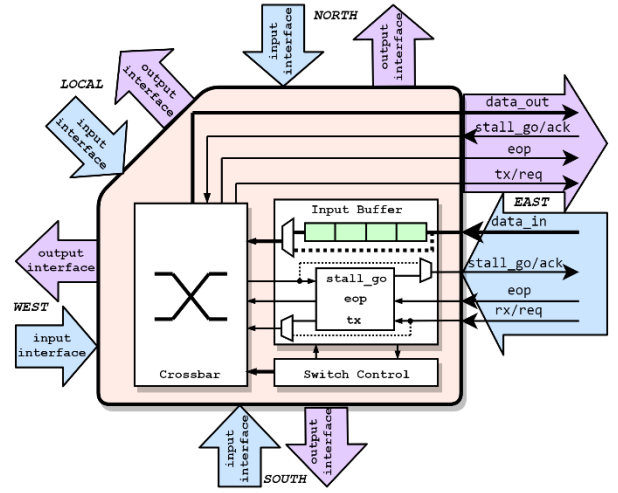 NORTH
input
interface
output
interface
LOCAL
output
interface
input
interface
data_out
stall_go/ack
eop
tx/req
EAST
data_in
stall_go/ack
eop
rx/req
Input Buffer
stall_go
eop
tx
Crossbar
Switch Control
output
interface
WEST
input
interface
input
interface
SOUTH
output
interface